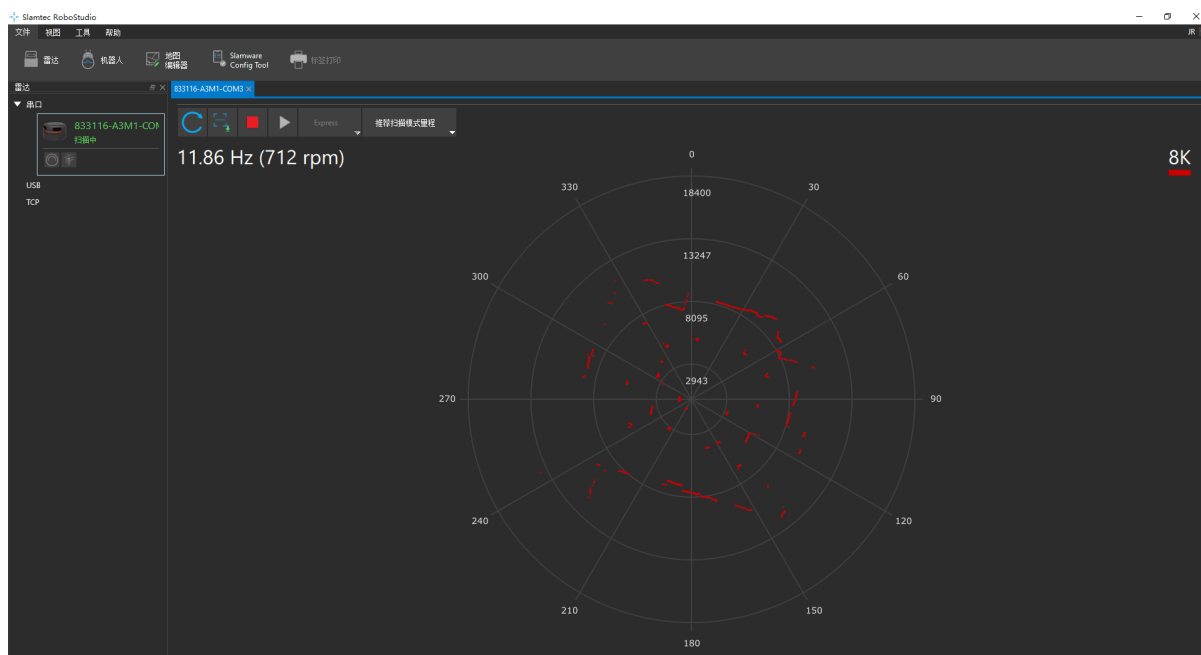 Slamtec RoboStudio
文件 视图 工具 帮助
JR
雷达
机器人
地图
编辑器
Slamware
Config Tool
标签打印
雷达
833116-A3M1-COM3
串口
833116-A3M1-COM
扫描中
USB
TCP
Express
推荐扫描模式里程
11.86 Hz (712 rpm)
8K
0
330
30
18400
13247
300
60
8095
2943
270
90
240
120
210
150
180